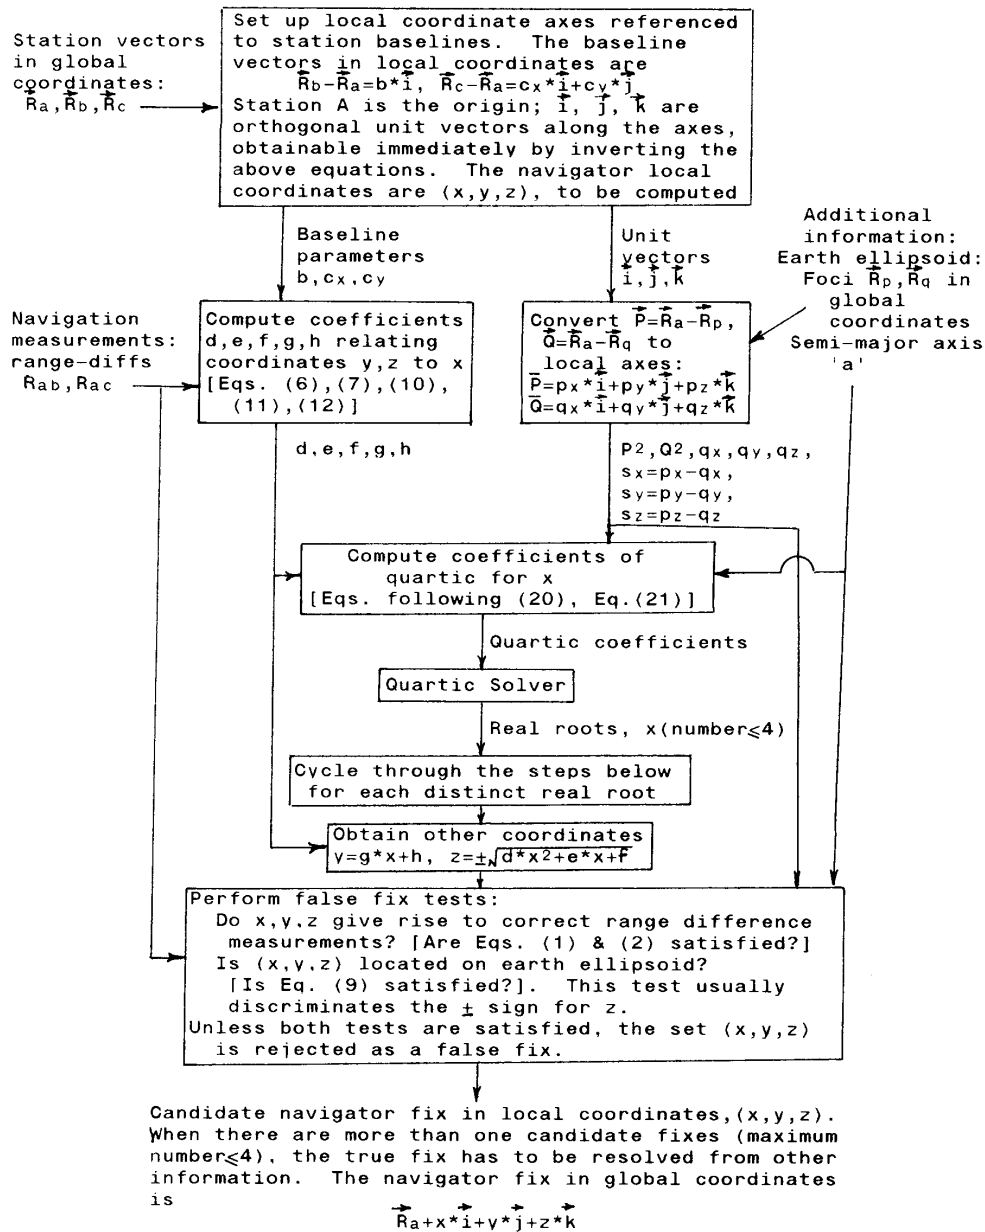 Station vectors
in global
coordinates:
R⃗a,R⃗b,R⃗c
Set up local coordinate axes referenced
to station baselines.  The baseline
vectors in local coordinates are
R⃗b-R⃗a=b*i⃗, R⃗c-R⃗a=cx*i⃗+cy*j⃗
Station A is the origin; i⃗, j⃗, k⃗ are
orthogonal unit vectors along the axes,
obtainable immediately by inverting the
above equations.  The navigator local
coordinates are (x,y,z), to be computed
Baseline
parameters
b,cx,cy
Unit
vectors
i⃗,j⃗,k⃗
Additional
information:
Earth ellipsoid:
Foci R⃗p,R⃗q in
global
coordinates
Semi-major axis
'a'
Navigation
measurements:
range-diffs
Rab,Rac
Compute coefficients
d,e,f,g,h relating
coordinates y,z to x
[Eqs. (6),(7),(10),
(11),(12)]
Convert P⃗=R⃗a-R⃗p,
Q⃗=R⃗a-R⃗q to
local axes:
P̅=px*i⃗+py*j⃗+pz*k⃗
Q̅=qx*i⃗+qy*j⃗+qz*k⃗
d,e,f,g,h
P2,Q2,qx,qy,qz,
sx=px-qx,
sy=py-qy,
sz=pz-qz
Compute coefficients of
quartic for x
[Eqs. following (20), Eq.(21)]
Quartic coefficients
Quartic Solver
Real roots, x(number⩽4)
Cycle through the steps below
for each distinct real root
Obtain other coordinates
y=g*x+h, z=±√d*x2+e*x+f
Perform false fix tests:
Do x,y,z give rise to correct range difference
measurements? [Are Eqs. (1) & (2) satisfied?]
Is (x,y,z) located on earth ellipsoid?
[Is Eq. (9) satisfied?].  This test usually
discriminates the ± sign for z.
Unless both tests are satisfied, the set (x,y,z)
is rejected as a false fix.
Candidate navigator fix in local coordinates,(x,y,z).
When there are more than one candidate fixes (maximum
number⩽4), the true fix has to be resolved from other
information.  The navigator fix in global coordinates
is
R⃗a+x*i⃗+y*j⃗+z*k⃗